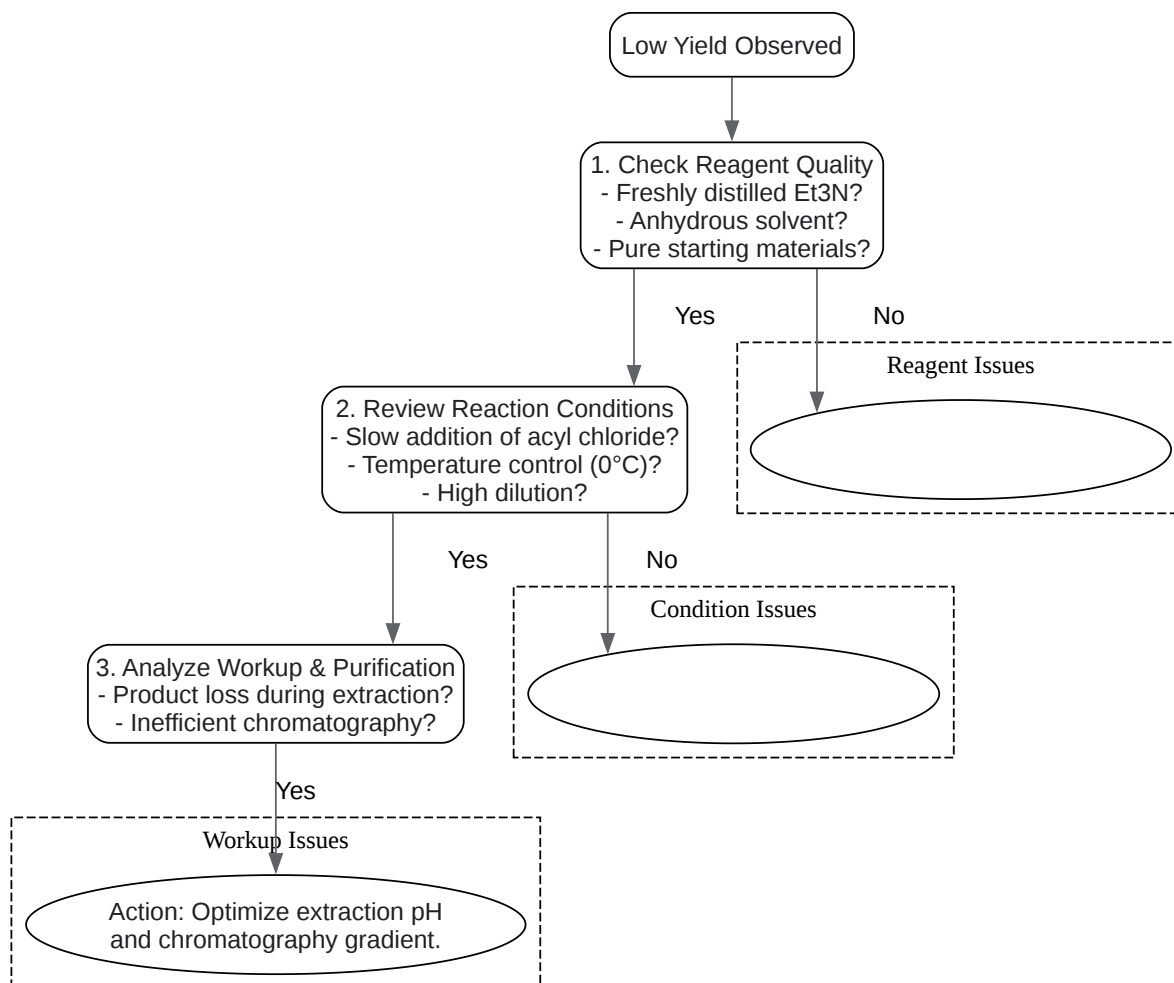 Low Yield Observed
1. Check Reagent Quality
- Freshly distilled Et3N?
- Anhydrous solvent?
- Pure starting materials?
Yes
No
Reagent Issues
2. Review Reaction Conditions
- Slow addition of acyl chloride?
- Temperature control (0°C)?
- High dilution?
Yes
No
Condition Issues
3. Analyze Workup & Purification
- Product loss during extraction?
- Inefficient chromatography?
Yes
Workup Issues
Action: Optimize extraction pH
and chromatography gradient.